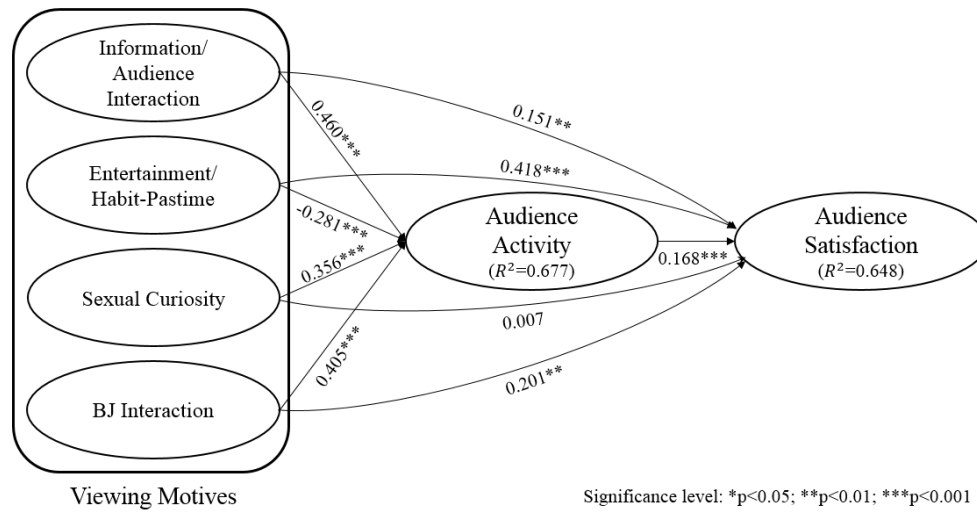 Information/
Audience
Interaction
Entertainment/
Habit-Pastime
Sexual Curiosity
BJ Interaction
Viewing Motives
0.460***
-0.281***
0.356***
0.405***
0.151**
0.418***
0.007
0.201**
Audience
Activity
(R²=0.677)
0.168***
Audience
Satisfaction
(R²=0.648)
Significance level: *p<0.05; **p<0.01; ***p<0.001